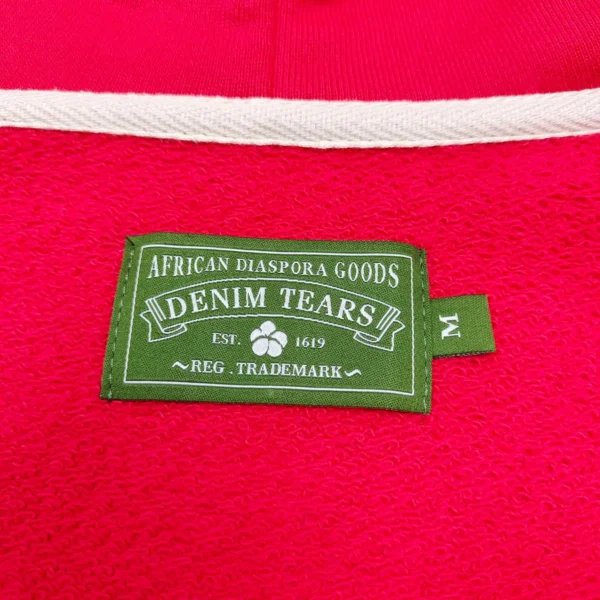 AFRICAN DIASPORA GOODS
DENIM TEARS
EST. 1619
~REG.TRADEMARK~
M